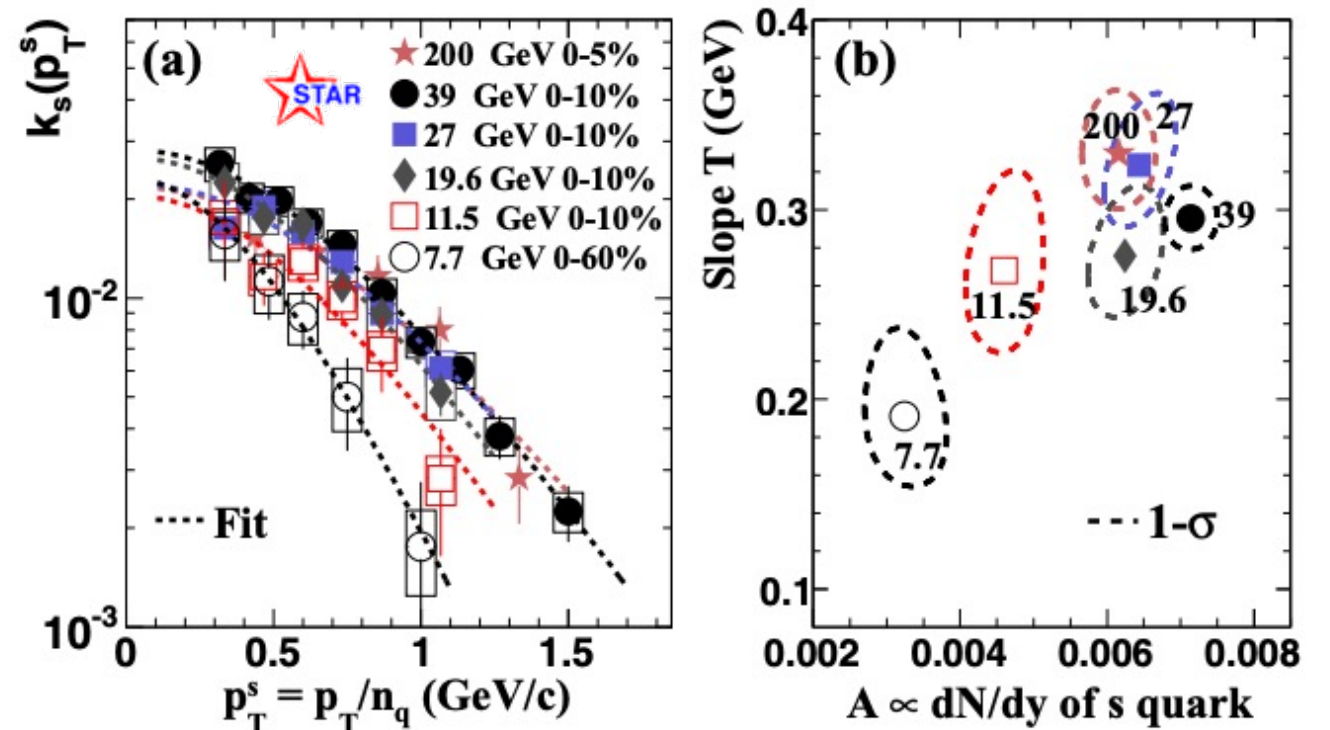 (a)
STAR
200 GeV 0-5%
39 GeV 0-10%
27 GeV 0-10%
19.6 GeV 0-10%
11.5 GeV 0-10%
7.7 GeV 0-60%
Fit
k_s(p_T^s)
10^-2
10^-3
0
0.5
1
1.5
p_T^s = p_T/n_q (GeV/c)
(b)
Slope T (GeV)
0.4
0.3
0.2
0.1
200
27
39
19.6
11.5
7.7
1-σ
0.002
0.004
0.006
0.008
A ∝ dN/dy of s quark